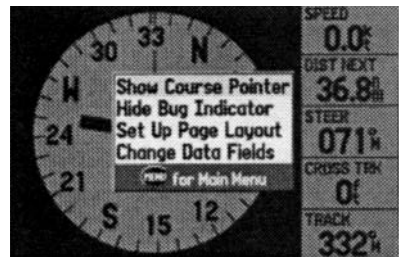 33
30
N
W
24
21
S
15
12
Show Course Pointer
Hide Bug Indicator
Set Up Page Layout
Change Data Fields
MENU for Main Menu
SPEED
0.0
DIST NEXT
36.8
STEER
071°M
CROSS TRK
0
TRACK
332°M